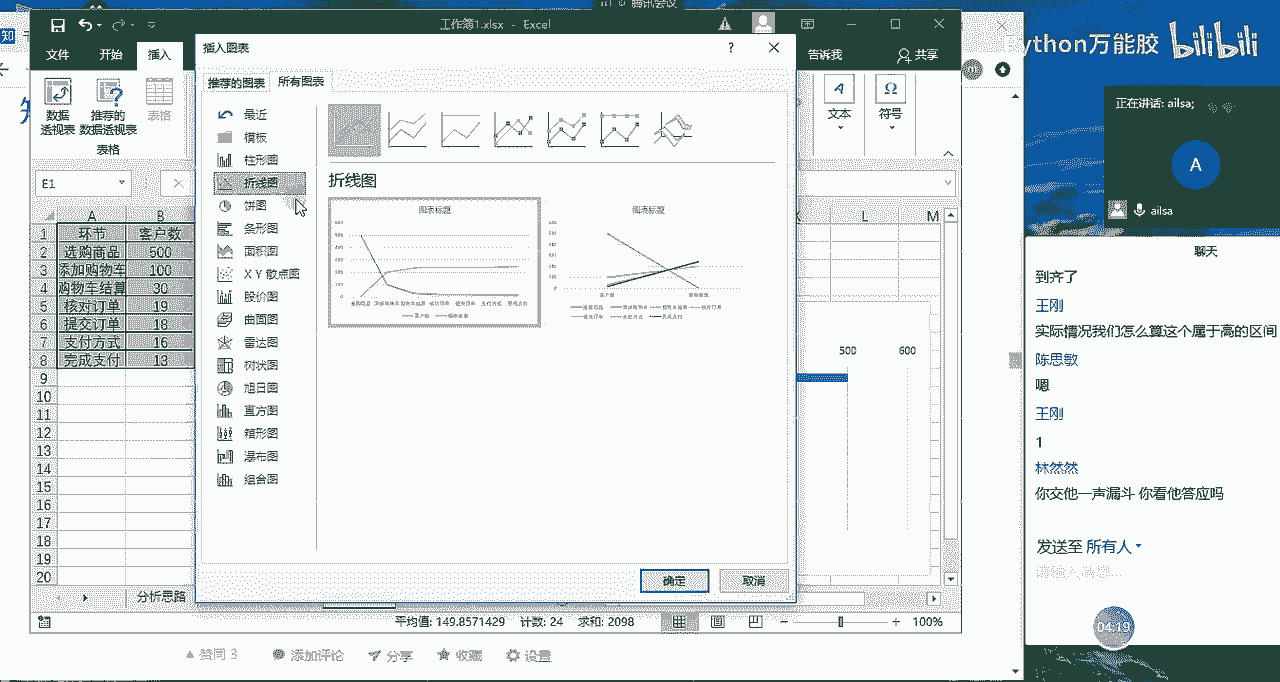 腾讯会议
工作簿1.xlsx - Excel
ython万能胶 bilibili
知
文件 开始 插入 告诉我 共享
插入图表
? ×
推荐的图表 所有图表
数据
透视表
推荐的
数据透视表
表格
表格
文本
符号
最近
模板
柱形图
折线图
饼图
条形图
面积图
X Y 散点图
股价图
曲面图
雷达图
树状图
旭日图
直方图
箱形图
瀑布图
组合图
折线图
图表标题
图表标题
确定 取消
E1
A B L M
1 环节 客户数
2 选购商品 500
3 添加购物车 100
4 购物车结算 30
5 核对订单 19
6 提交订单 18
7 支付方式 16
8 完成支付 13
9
10
11
12
13
14
15
16
17
18
19
20
500 600
分析思路
平均值: 149.8571429 计数: 24 求和: 2098
100%
赞同 3 添加评论 分享 收藏 设置
正在讲话: ailsa;
A
ailsa
聊天
到齐了
王刚
实际情况我们怎么算这个属于高的区间
陈思敏
嗯
王刚
1
林然然
你交他一声漏斗 你看他答应吗
发送至 所有人
04:19